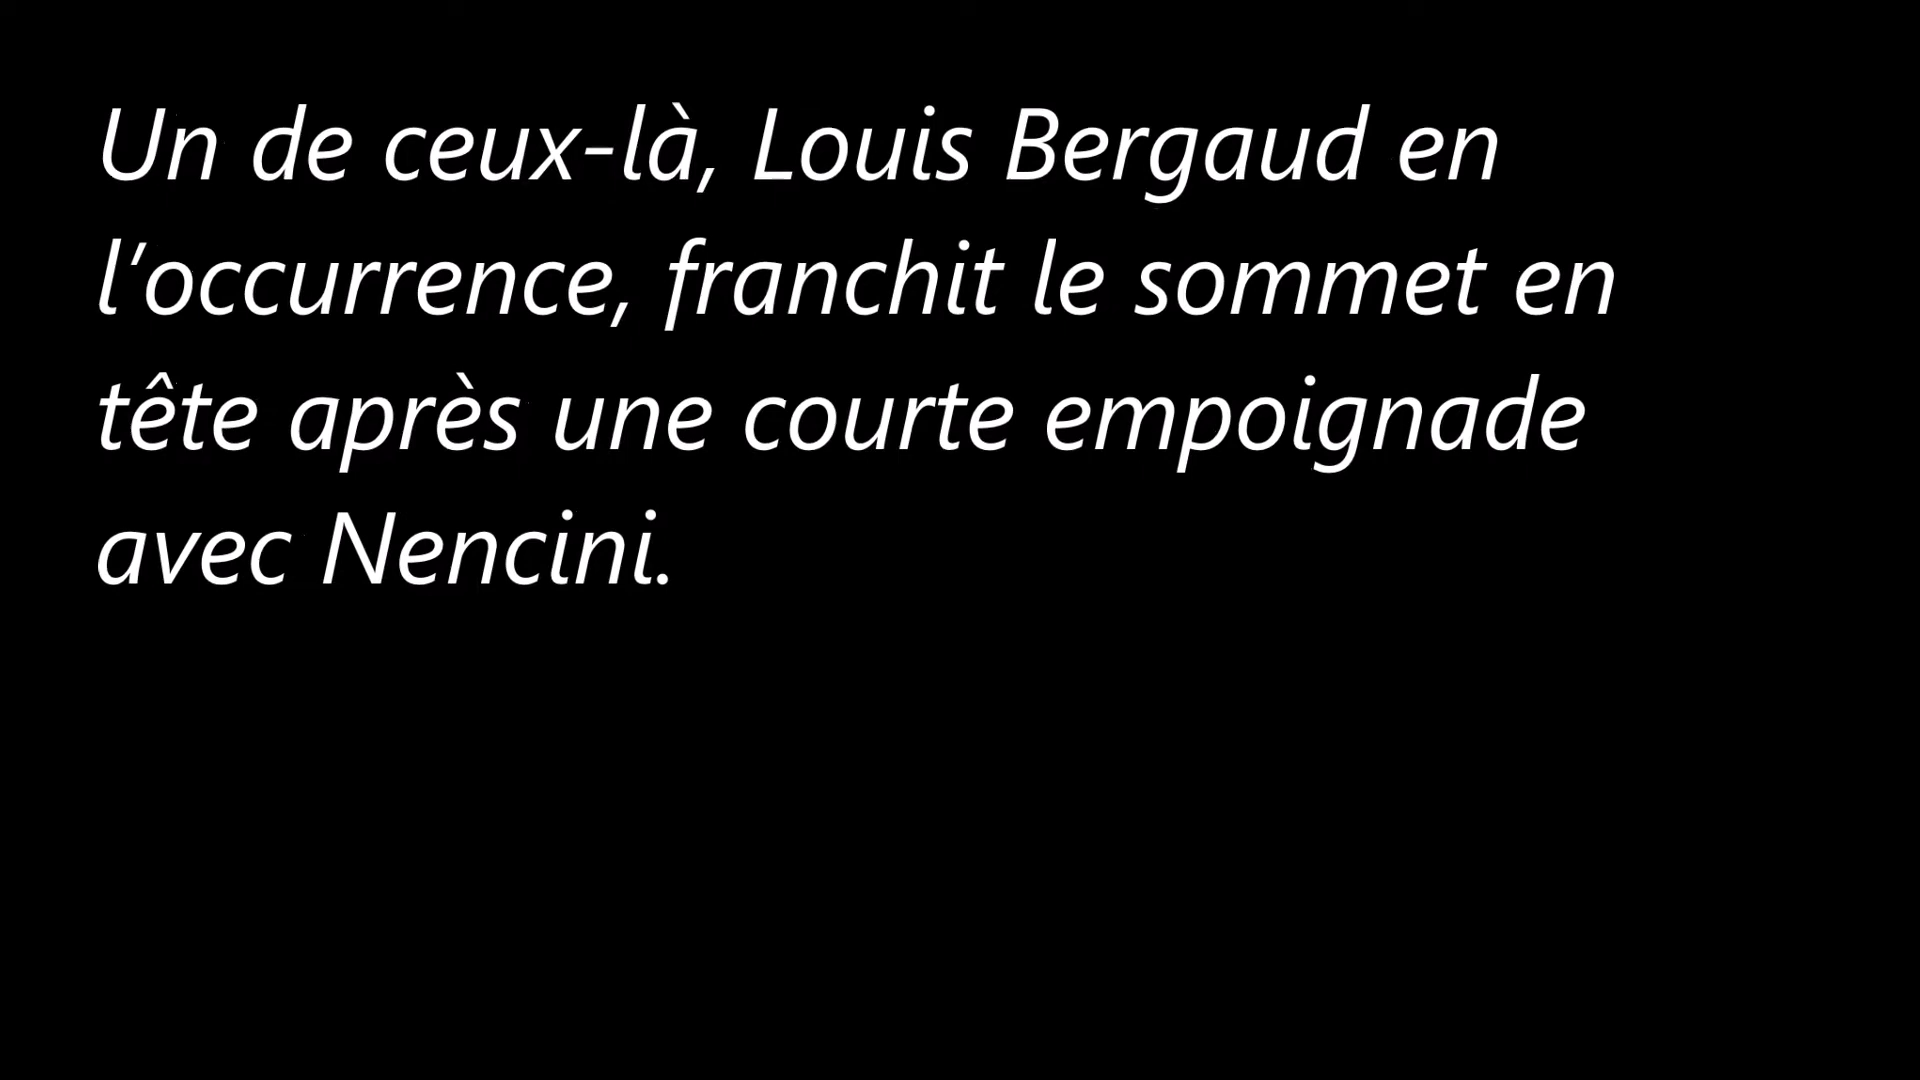 Un de ceux-là, Louis Bergaud en
l’occurrence, franchit le sommet en
tête après une courte empoignade
avec Nencini.